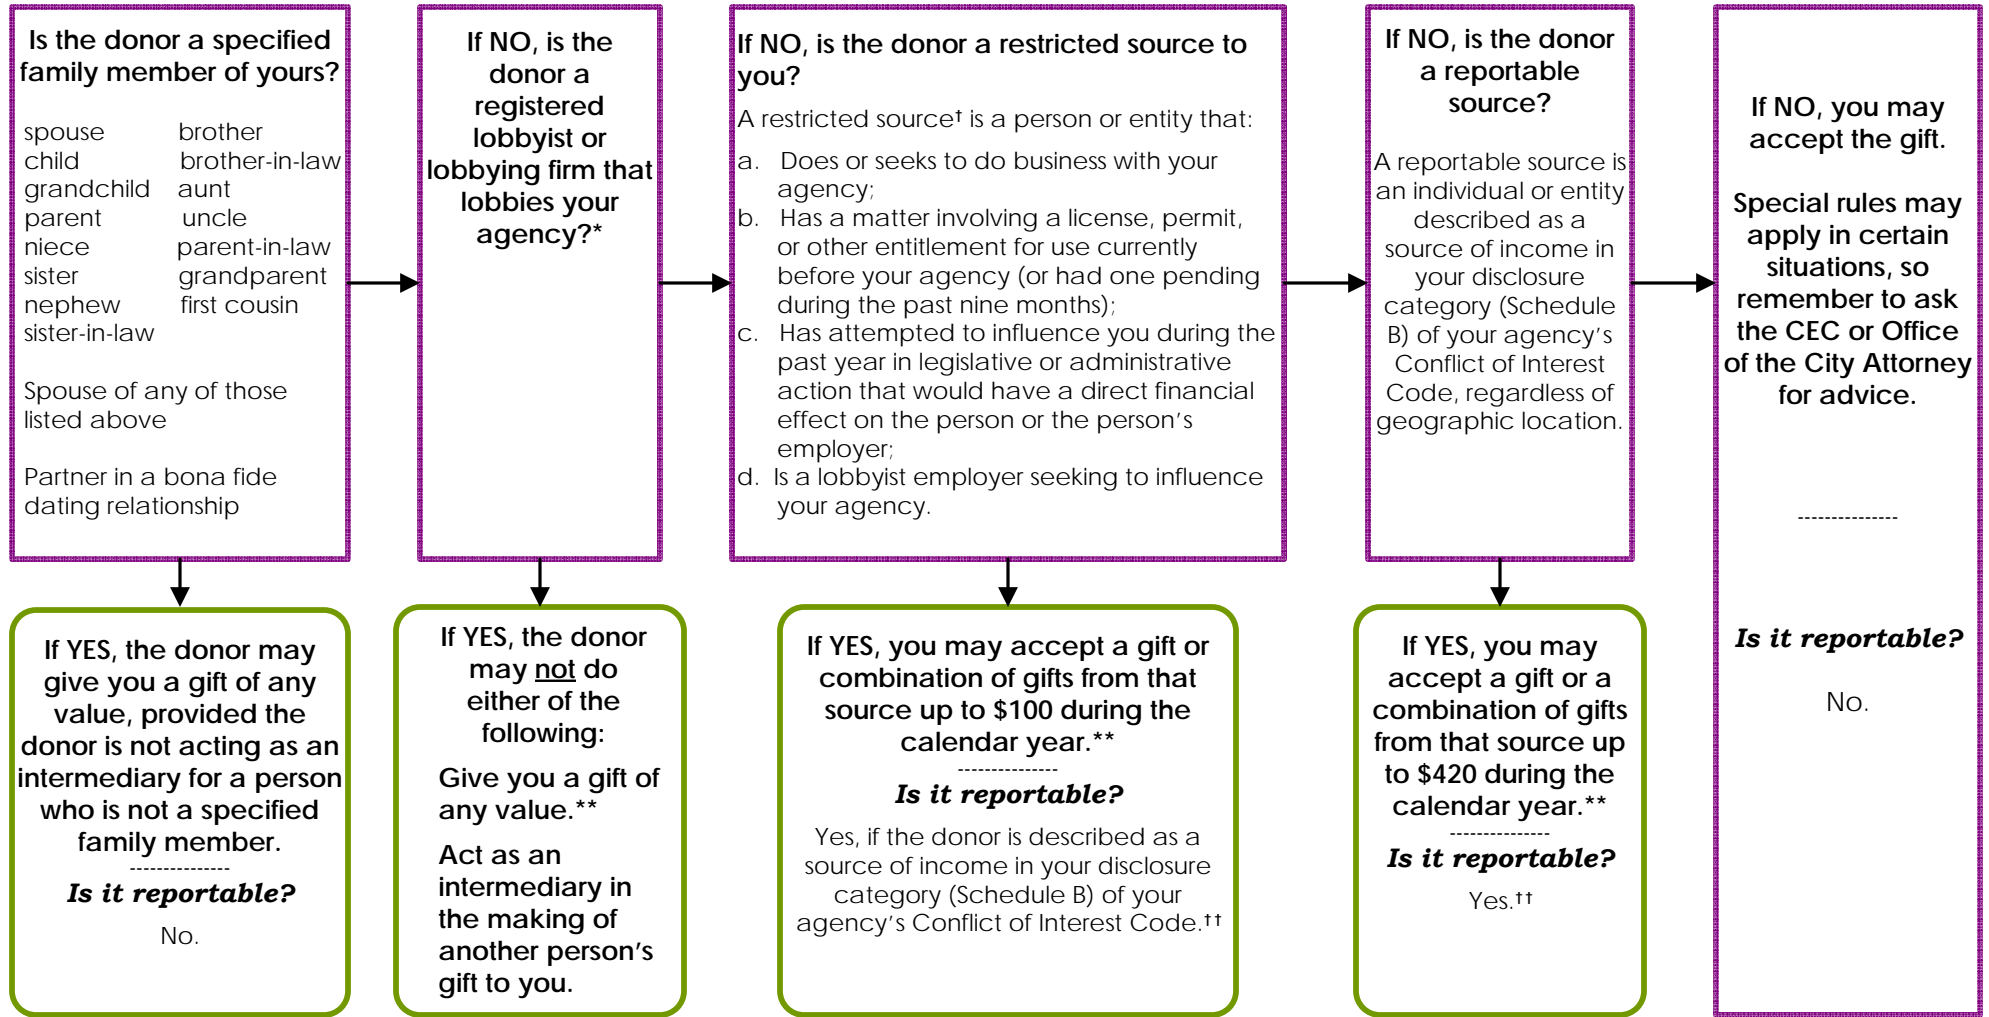 Is the donor a specified
family member of yours?
spouse brother
child brother-in-law
grandchild aunt
parent uncle
niece parent-in-law
sister grandparent
nephew first cousin
sister-in-law
Spouse of any of those
listed above
Partner in a bona fide
dating relationship
If YES, the donor may
give you a gift of any
value, provided the
donor is not acting as an
intermediary for a person
who is not a specified
family member.
---------------
Is it reportable?
No.
If NO, is the
donor a
registered
lobbyist or
lobbying firm that
lobbies your
agency?*
If YES, the donor
may not do
either of the
following:
Give you a gift of
any value.**
Act as an
intermediary in
the making of
another person's
gift to you.
If NO, is the donor a restricted source to
you?
A restricted source† is a person or entity that:
a. Does or seeks to do business with your
agency;
b. Has a matter involving a license, permit,
or other entitlement for use currently
before your agency (or had one pending
during the past nine months);
c. Has attempted to influence you during the
past year in legislative or administrative
action that would have a direct financial
effect on the person or the person's
employer;
d. Is a lobbyist employer seeking to influence
your agency.
If YES, you may accept a gift or
combination of gifts from that
source up to $100 during the
calendar year.**
---------------
Is it reportable?
Yes, if the donor is described as a
source of income in your disclosure
category (Schedule B) of your
agency's Conflict of Interest Code.††
If NO, is the donor
a reportable
source?
A reportable source is
an individual or entity
described as a
source of income in
your disclosure
category (Schedule
B) of your agency's
Conflict of Interest
Code, regardless of
geographic location.
If YES, you may
accept a gift or a
combination of gifts
from that source up
to $420 during the
calendar year.**
---------------
Is it reportable?
Yes.††
If NO, you may
accept the gift.
Special rules may
apply in certain
situations, so
remember to ask
the CEC or Office
of the City Attorney
for advice.
---------------
Is it reportable?
No.